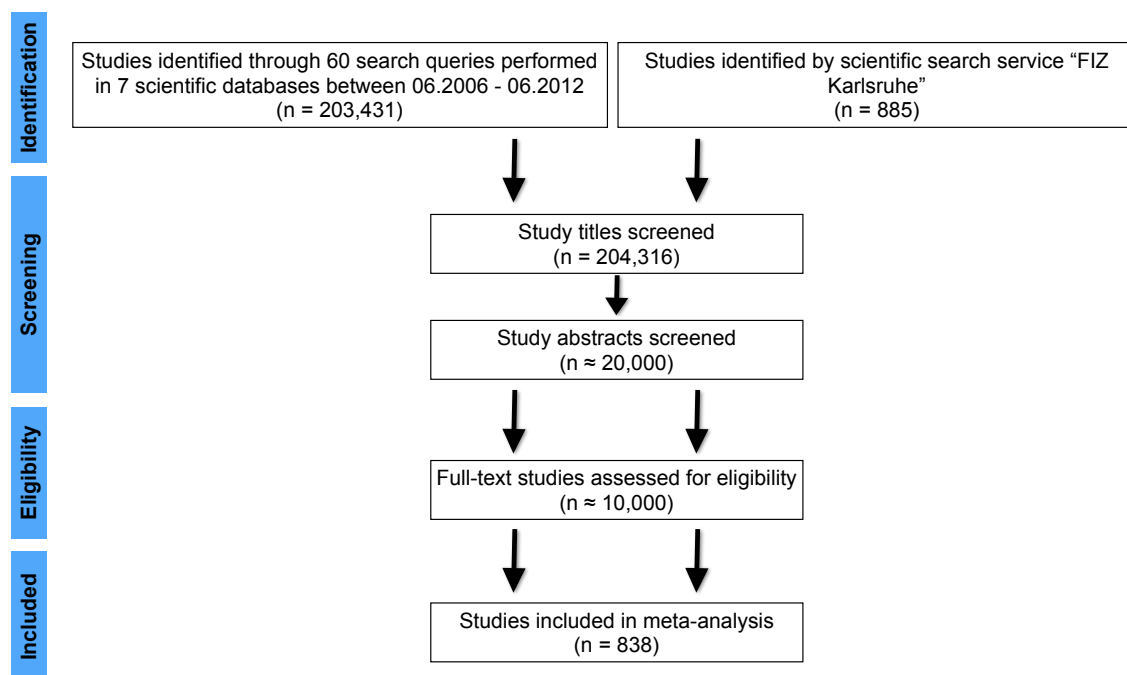 Identification
Studies identified through 60 search queries performed
in 7 scientific databases between 06.2006 - 06.2012
(n = 203,431)
Studies identified by scientific search service “FIZ
Karlsruhe”
(n = 885)
Screening
Study titles screened
(n = 204,316)
Study abstracts screened
(n ≈ 20,000)
Eligibility
Full-text studies assessed for eligibility
(n ≈ 10,000)
Included
Studies included in meta-analysis
(n = 838)